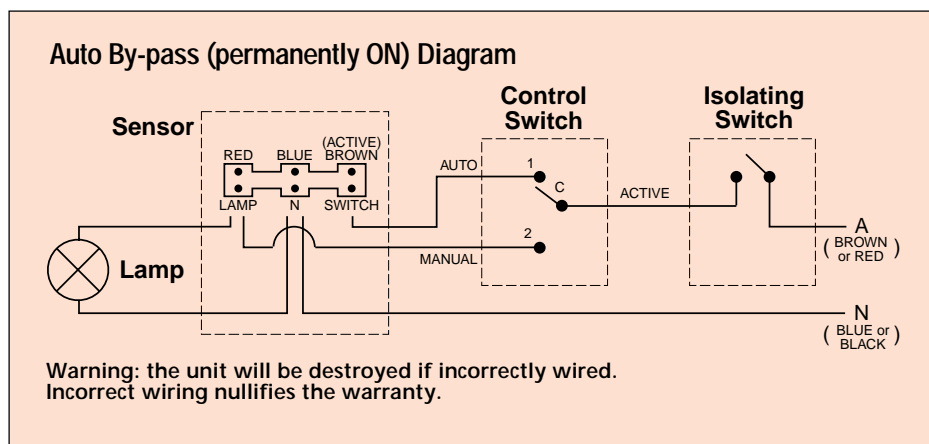 Auto By-pass (permanently ON) Diagram
Control
Switch
Isolating
Switch
Sensor
(ACTIVE)
RED BLUE BROWN
AUTO
1
C
ACTIVE
LAMP N SWITCH
2
MANUAL
A
( BROWN
or RED )
Lamp
N
( BLUE or
BLACK )
Warning: the unit will be destroyed if incorrectly wired.
Incorrect wiring nullifies the warranty.